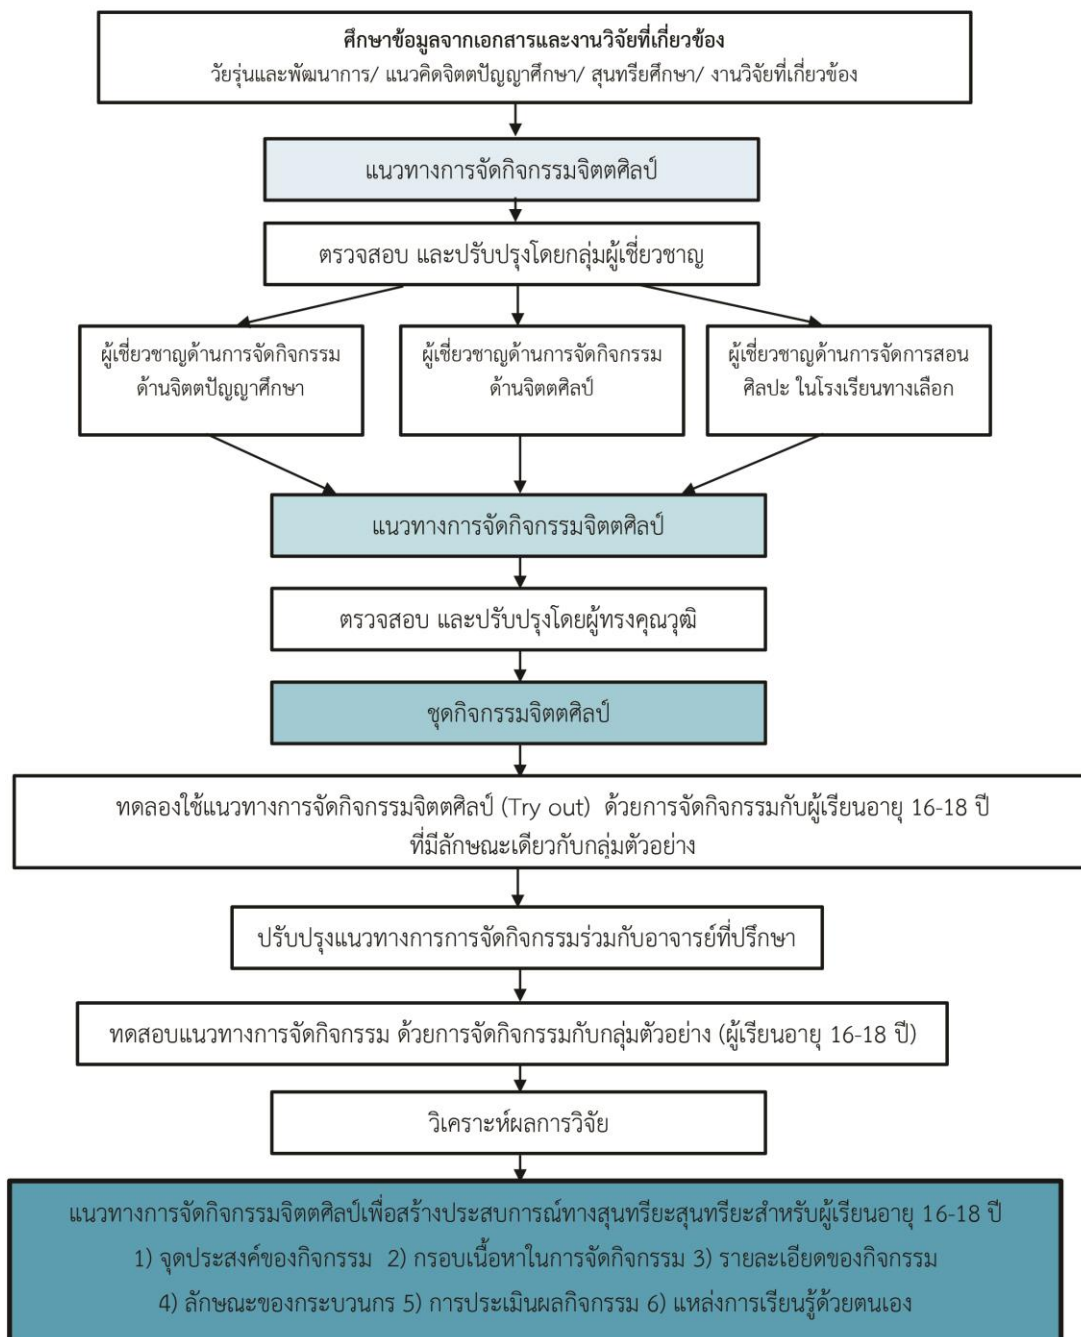 ศึกษาข้อมูลจากเอกสารและงานวิจัยที่เกี่ยวข้อง
วัยรุ่นและพัฒนาการ/ แนวคิดจิตตปัญญาศึกษา/ สุนทรียศึกษา/ งานวิจัยที่เกี่ยวข้อง
แนวทางการจัดกิจกรรมจิตตศิลป์
ตรวจสอบ และปรับปรุงโดยกลุ่มผู้เชี่ยวชาญ
ผู้เชี่ยวชาญด้านการจัดกิจกรรม
ด้านจิตตปัญญาศึกษา
ผู้เชี่ยวชาญด้านการจัดกิจกรรม
ด้านจิตตศิลป์
ผู้เชี่ยวชาญด้านการจัดการสอน
ศิลปะ ในโรงเรียนทางเลือก
แนวทางการจัดกิจกรรมจิตตศิลป์
ตรวจสอบ และปรับปรุงโดยผู้ทรงคุณวุฒิ
ชุดกิจกรรมจิตตศิลป์
ทดลองใช้แนวทางการจัดกิจกรรมจิตตศิลป์ (Try out) ด้วยการจัดกิจกรรมกับผู้เรียนอายุ 16-18 ปี
ที่มีลักษณะเดียวกับกลุ่มตัวอย่าง
ปรับปรุงแนวทางการการจัดกิจกรรมร่วมกับอาจารย์ที่ปรึกษา
ทดสอบแนวทางการจัดกิจกรรม ด้วยการจัดกิจกรรมกับกลุ่มตัวอย่าง (ผู้เรียนอายุ 16-18 ปี)
วิเคราะห์ผลการวิจัย
แนวทางการจัดกิจกรรมจิตตศิลป์เพื่อสร้างประสบการณ์ทางสุนทรียะสุนทรียะสำหรับผู้เรียนอายุ 16-18 ปี
1) จุดประสงค์ของกิจกรรม 2) กรอบเนื้อหาในการจัดกิจกรรม 3) รายละเอียดของกิจกรรม
4) ลักษณะของกระบวนกร 5) การประเมินผลกิจกรรม 6) แหล่งการเรียนรู้ด้วยตนเอง